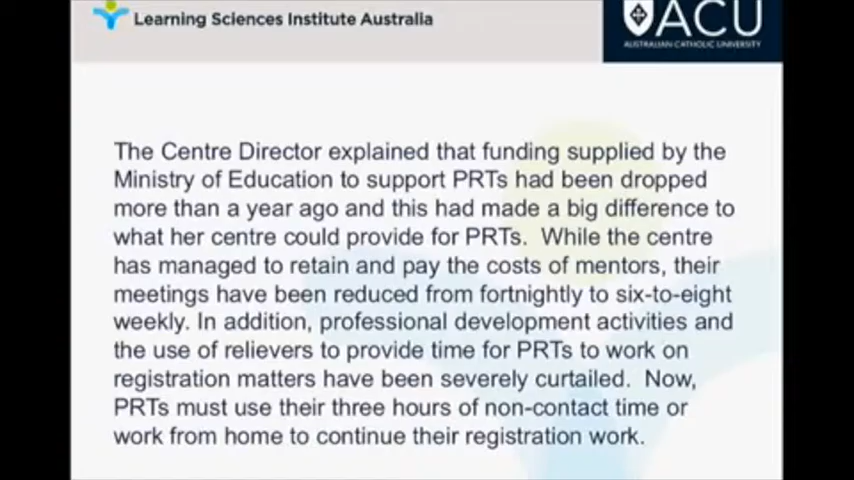 Learning Sciences Institute Australia
ACU
AUSTRALIAN CATHOLIC UNIVERSITY
The Centre Director explained that funding supplied by the
Ministry of Education to support PRTs had been dropped
more than a year ago and this had made a big difference to
what her centre could provide for PRTs.  While the centre
has managed to retain and pay the costs of mentors, their
meetings have been reduced from fortnightly to six-to-eight
weekly. In addition, professional development activities and
the use of relievers to provide time for PRTs to work on
registration matters have been severely curtailed.  Now,
PRTs must use their three hours of non-contact time or
work from home to continue their registration work.